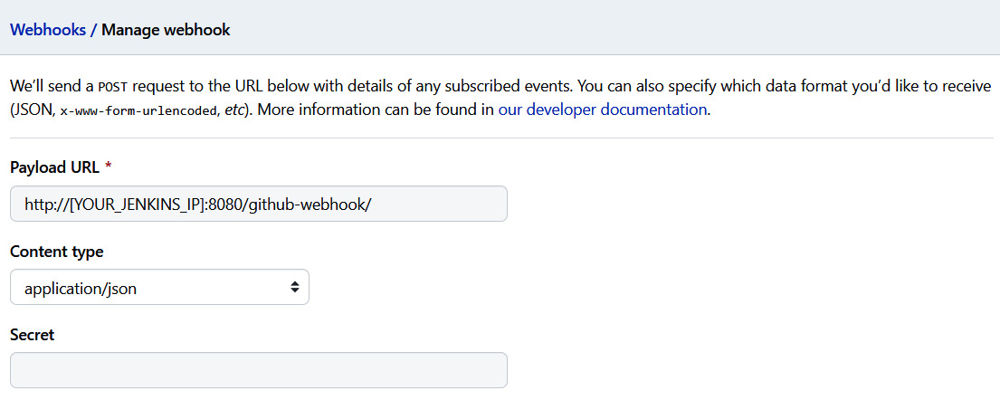 Webhooks / Manage webhook
We’ll send a POST request to the URL below with details of any subscribed events. You can also specify which data format you’d like to receive
(JSON, x-www-form-urlencoded, etc). More information can be found in our developer documentation.
Payload URL *
http://[YOUR_JENKINS_IP]:8080/github-webhook/
Content type
application/json
Secret